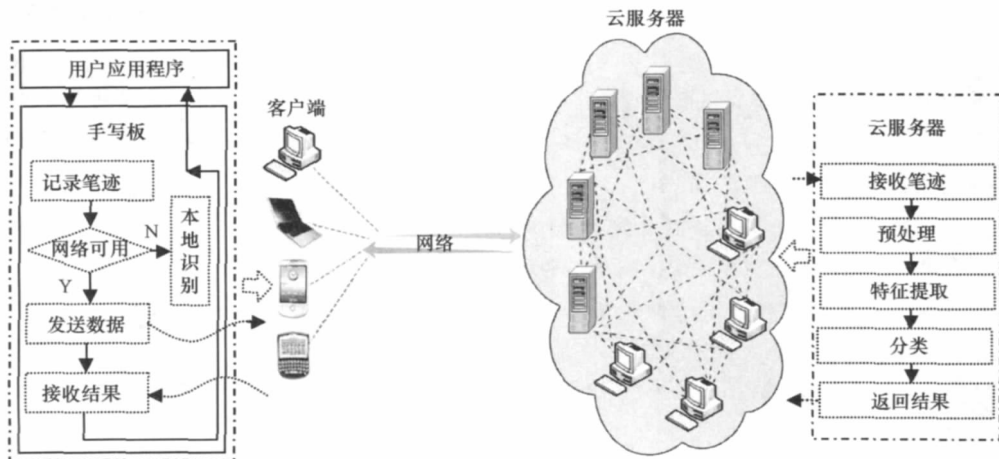 云服务器
用户应用程序
手写板
记录笔迹
网络可用
N
本地识别
Y
发送数据
接收结果
客户端
网络
云服务器
接收笔迹
预处理
特征提取
分类
返回结果